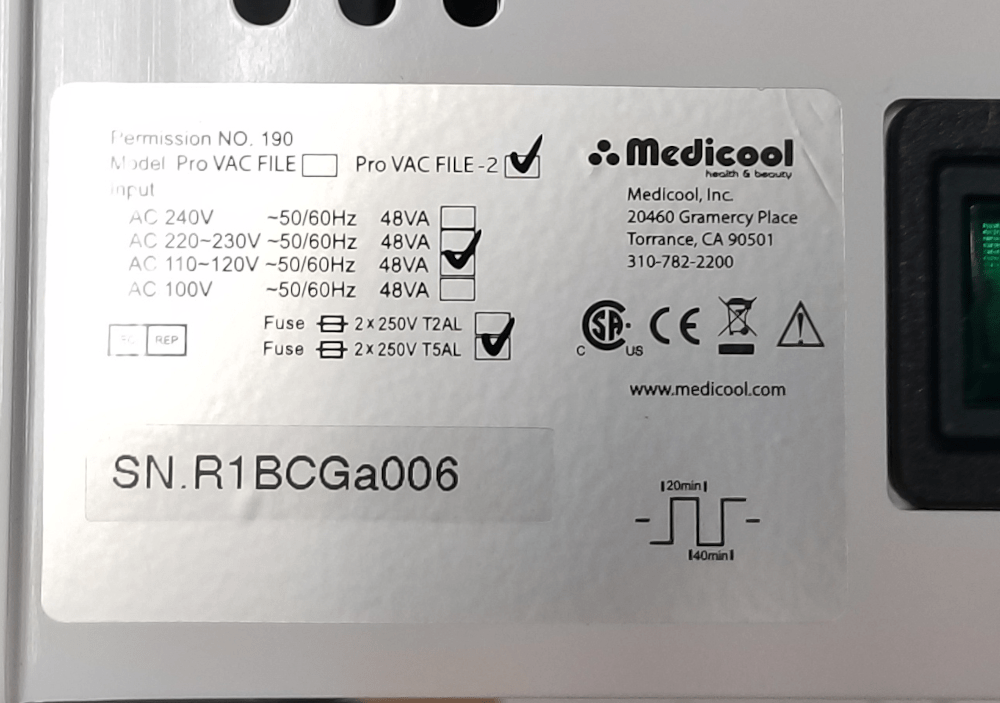 Permission NO. 190
Model Pro VAC FILE Pro VAC FILE -2
Input
AC 240V ~50/60Hz 48VA
AC 220~230V ~50/60Hz 48VA
AC 110~120V ~50/60Hz 48VA
AC 100V ~50/60Hz 48VA
EC REP
Fuse 2 x 250V T2AL
Fuse 2 x 250V T5AL
SN.R1BCGa006
Medicool
health & beauty
Medicool, Inc.
20460 Gramercy Place
Torrance, CA 90501
310-782-2200
C SA US CE
www.medicool.com
20min
40min